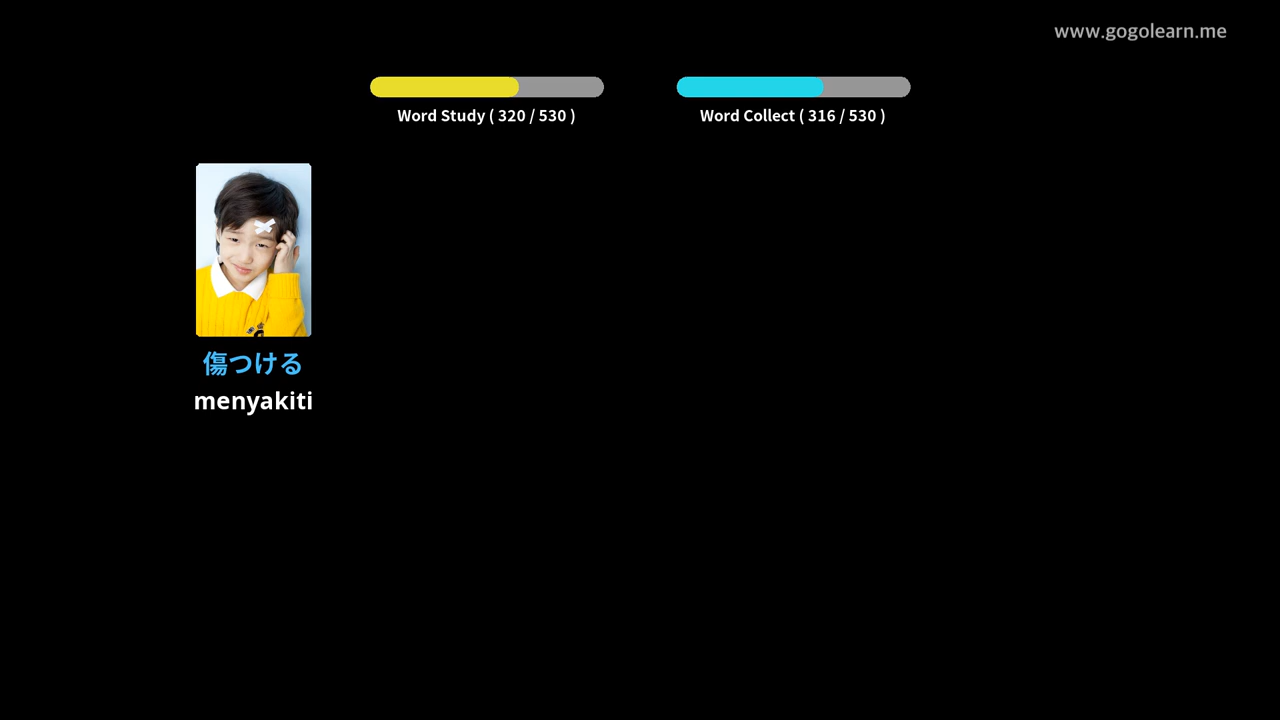 www.gogolearn.me
Word Study ( 320 / 530 )
Word Collect ( 316 / 530 )
傷つける
menyakiti